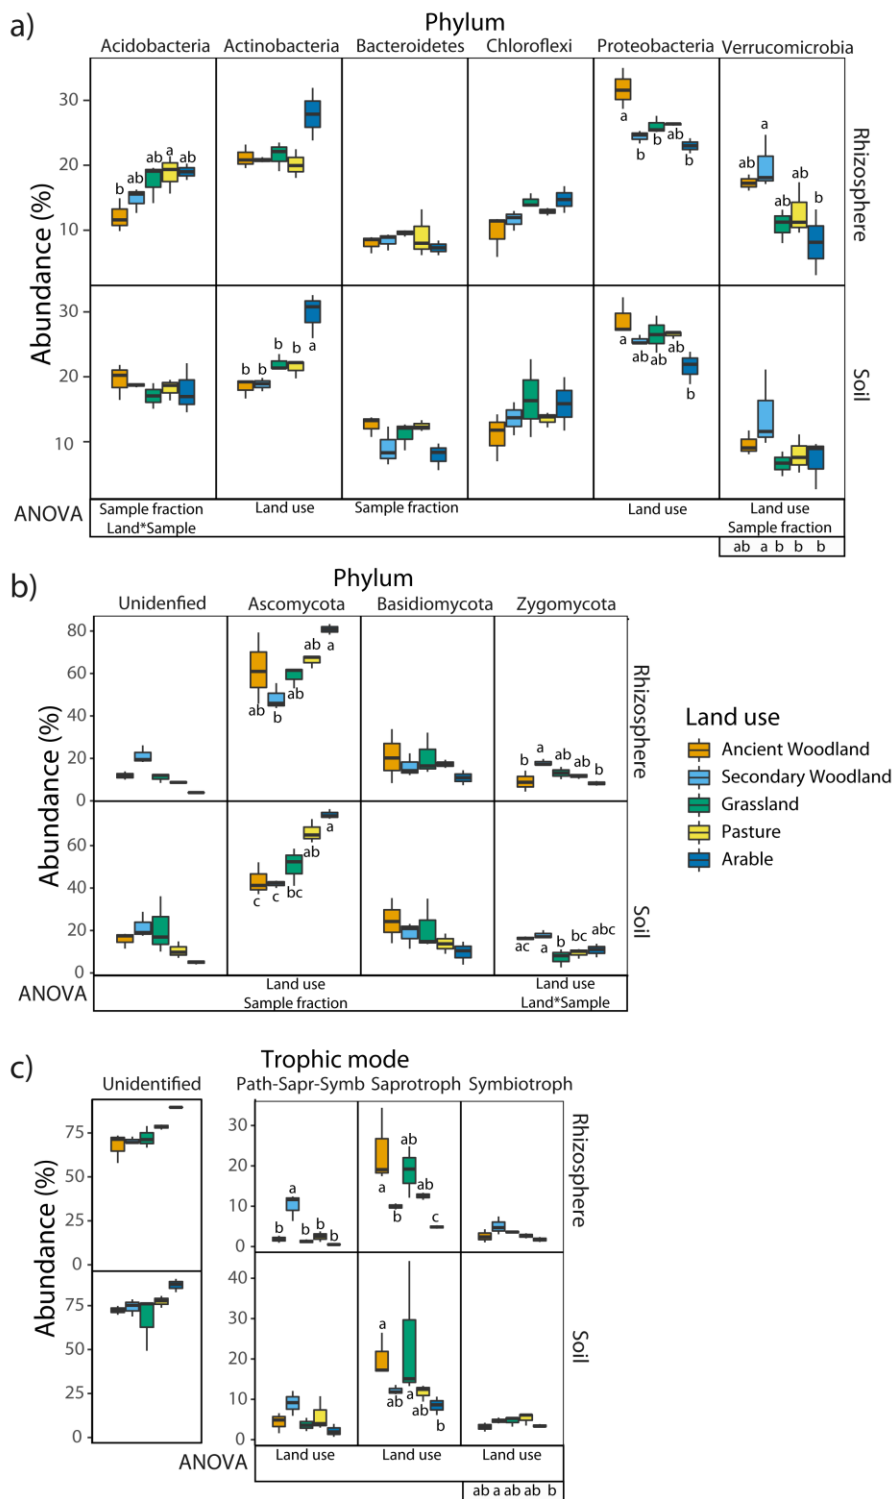 a)
Phylum
Acidobacteria Actinobacteria Bacteroidetes Chloroflexi Proteobacteria Verrucomicrobia
Abundance (%)
30
20
10
b ab ab a ab
a b b ab b
ab a ab ab b
Rhizosphere
30
20
10
b b b b a
a ab ab ab b
Soil
ANOVA
Sample fraction
Land*Sample
Land use
Sample fraction
Land use
Land use
Sample fraction
ab a b b b
b)
Phylum
Unidenfied Ascomycota Basidiomycota Zygomycota
Abundance (%)
80
60
40
20
0
ab b ab ab a
b a ab ab b
Rhizosphere
60
40
20
0
c c bc ab a
ac a b bc abc
Soil
ANOVA
Land use
Sample fraction
Land use
Land*Sample
Land use
Ancient Woodland
Secondary Woodland
Grassland
Pasture
Arable
c)
Trophic mode
Unidentified Path-Sapr-Symb Saprotroph Symbiotroph
Abundance (%)
75
50
25
0
30
20
10
0
b a b b b
a b ab ab c
Rhizosphere
75
50
25
0
40
30
20
10
0
a ab a ab b
Soil
ANOVA
Land use
Land use
Land use
ab a ab ab b